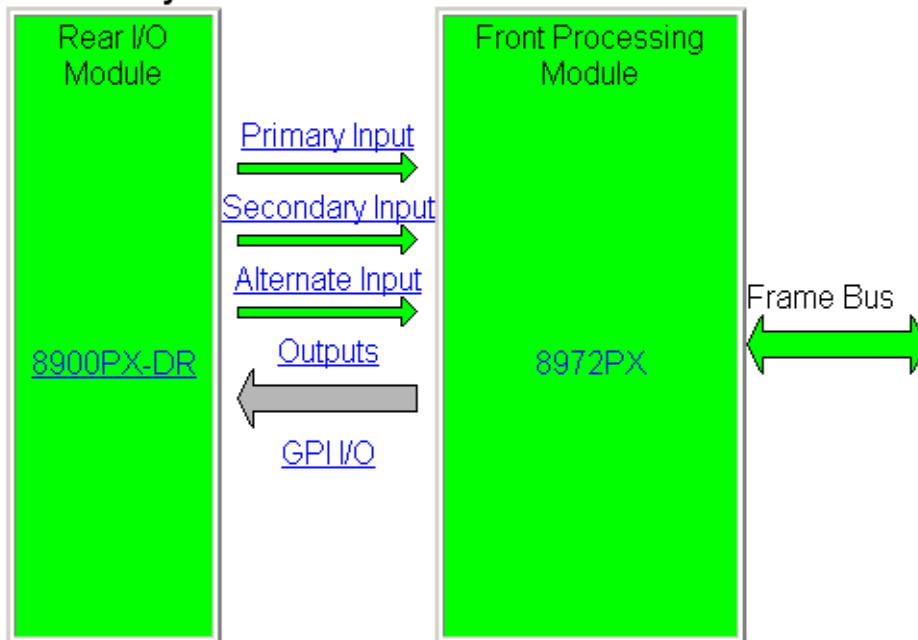 Rear I/O
Module
Front Processing
Module
Primary Input
Secondary Input
Alternate Input
Frame Bus
Outputs
8900PX-DR
8972PX
GPI I/O